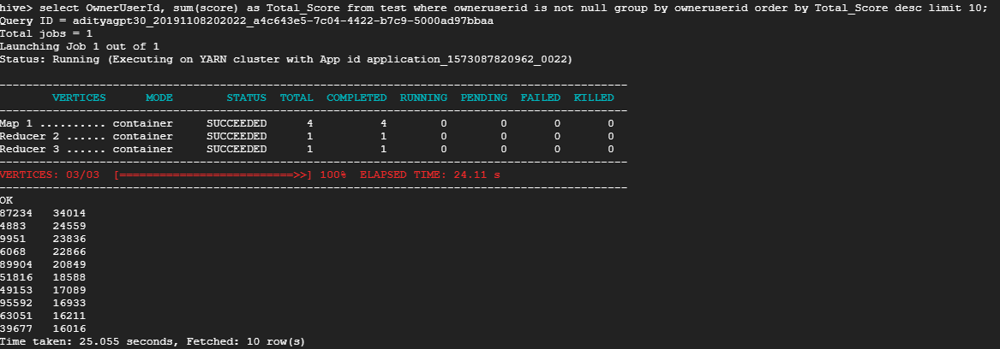 hive> select OwnerUserId, sum(score) as Total_Score from test where owneruserid is not null group by owneruserid order by Total_Score desc limit 10;
Query ID = adityagpt30_20191108202022_a4c643e5-7c04-4422-b7c9-5000ad97bbaa
Total jobs = 1
Launching Job 1 out of 1
Status: Running (Executing on YARN cluster with App id application_1573087820962_0022)
----------------------------------------------------------------------------------------------
VERTICES MODE STATUS TOTAL COMPLETED RUNNING PENDING FAILED KILLED
----------------------------------------------------------------------------------------------
Map 1 .......... container SUCCEEDED 4 4 0 0 0 0
Reducer 2 ...... container SUCCEEDED 1 1 0 0 0 0
Reducer 3 ...... container SUCCEEDED 1 1 0 0 0 0
----------------------------------------------------------------------------------------------
VERTICES: 03/03 [==========================>>] 100% ELAPSED TIME: 24.11 s
----------------------------------------------------------------------------------------------
OK
87234 34014
4883 24559
9951 23836
6068 22866
89904 20849
51816 18588
49153 17089
95592 16933
63051 16211
39677 16016
Time taken: 25.055 seconds, Fetched: 10 row(s)